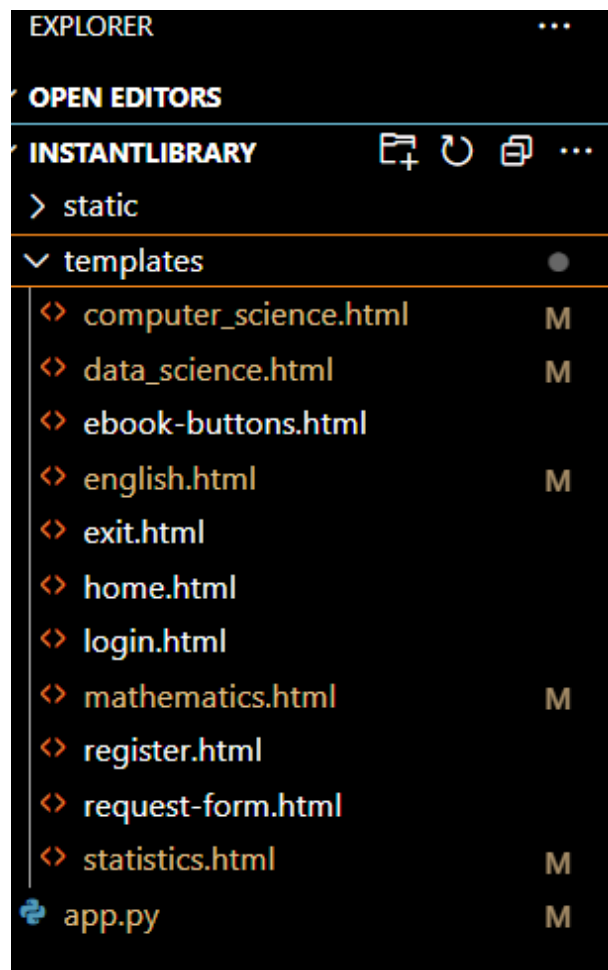 EXPLORER
OPEN EDITORS
INSTANTLIBRARY
static
templates
computer_science.html M
data_science.html M
ebook-buttons.html
english.html M
exit.html
home.html
login.html
mathematics.html M
register.html
request-form.html
statistics.html M
app.py M